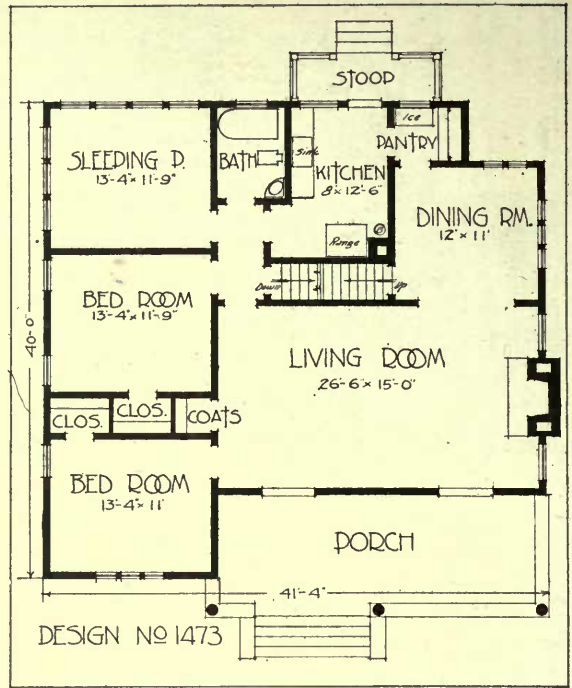 STOOP
Ice
PANTRY
SLEEPING P.
13'-4" x 11'-9"
BATH
Sink
KITCHEN
8' x 12'-6"
DINING RM.
12' x 11'
Range
Down
Up
BED ROOM
13'-4" x 11'-9"
40'-0"
LIVING ROOM
26'-6" x 15'-0"
CLOS.
CLOS.
COATS
BED ROOM
13'-4" x 11'
PORCH
41'-4"
DESIGN No 1473